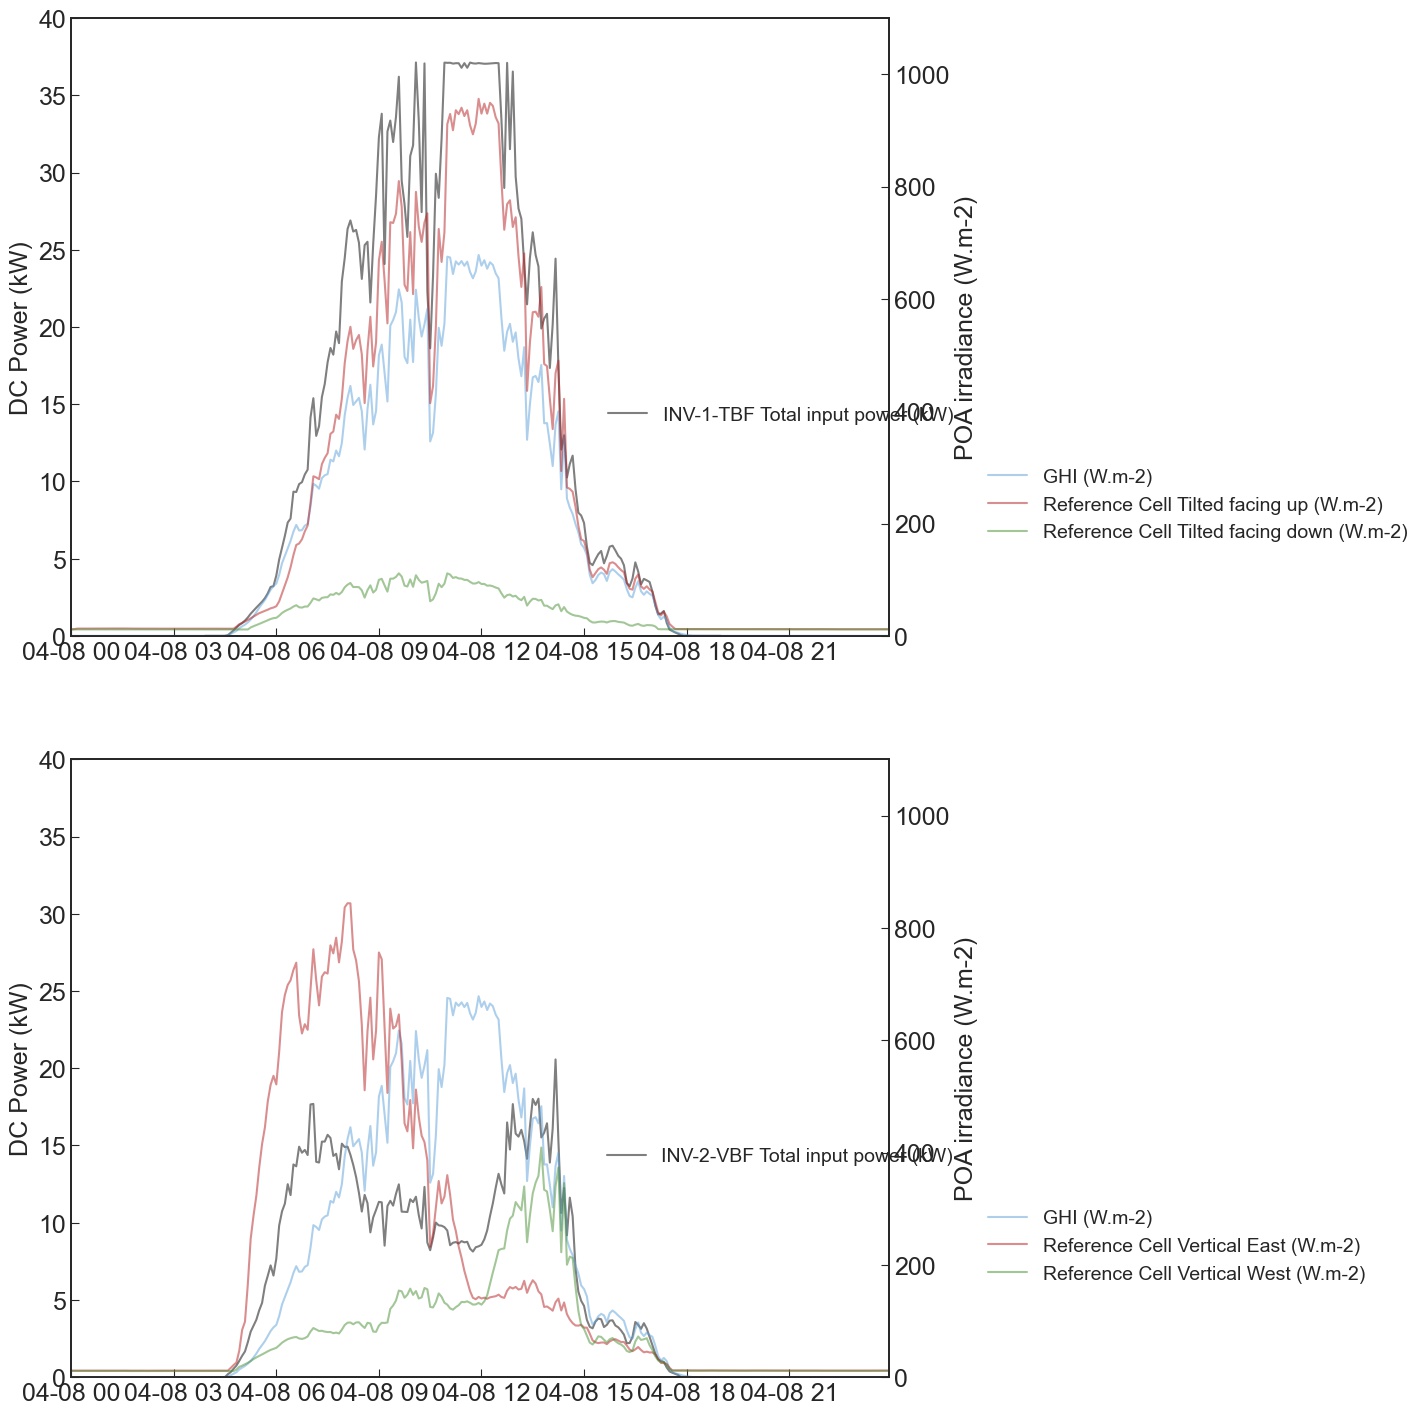 40
35
30
25
20
15
10
5
0
DC Power (kW)
1000
800
600
400
200
0
POA irradiance (W.m-2)
INV-1-TBF Total input power (kW)
GHI (W.m-2)
Reference Cell Tilted facing up (W.m-2)
Reference Cell Tilted facing down (W.m-2)
04-08 00 04-08 03 04-08 06 04-08 09 04-08 12 04-08 15 04-08 18 04-08 21
40
35
30
25
20
15
10
5
0
DC Power (kW)
1000
800
600
400
200
0
POA irradiance (W.m-2)
INV-2-VBF Total input power (kW)
GHI (W.m-2)
Reference Cell Vertical East (W.m-2)
Reference Cell Vertical West (W.m-2)
04-08 00 04-08 03 04-08 06 04-08 09 04-08 12 04-08 15 04-08 18 04-08 21